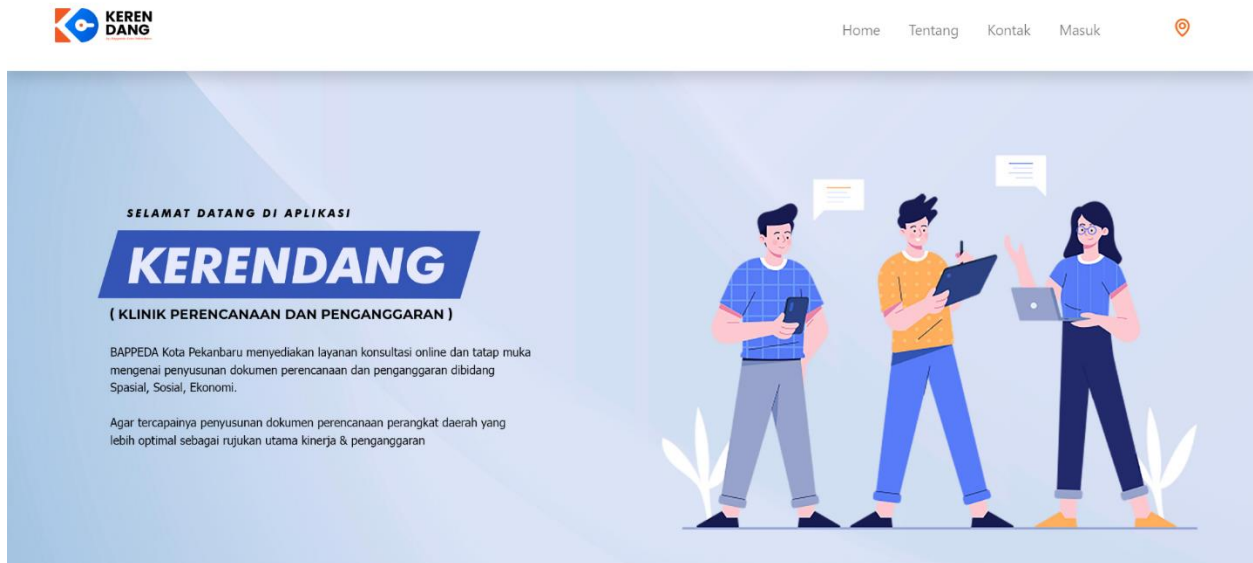 KEREN
DANG
Home Tentang Kontak Masuk
SELAMAT DATANG DI APLIKASI
KERENDANG
( KLINIK PERENCANAAN DAN PENGANGGARAN )
BAPPEDA Kota Pekanbaru menyediakan layanan konsultasi online dan tatap muka
mengenai penyusunan dokumen perencanaan dan penganggaran dibidang
Spasial, Sosial, Ekonomi.
Agar tercapainya penyusunan dokumen perencanaan perangkat daerah yang
lebih optimal sebagai rujukan utama kinerja & penganggaran